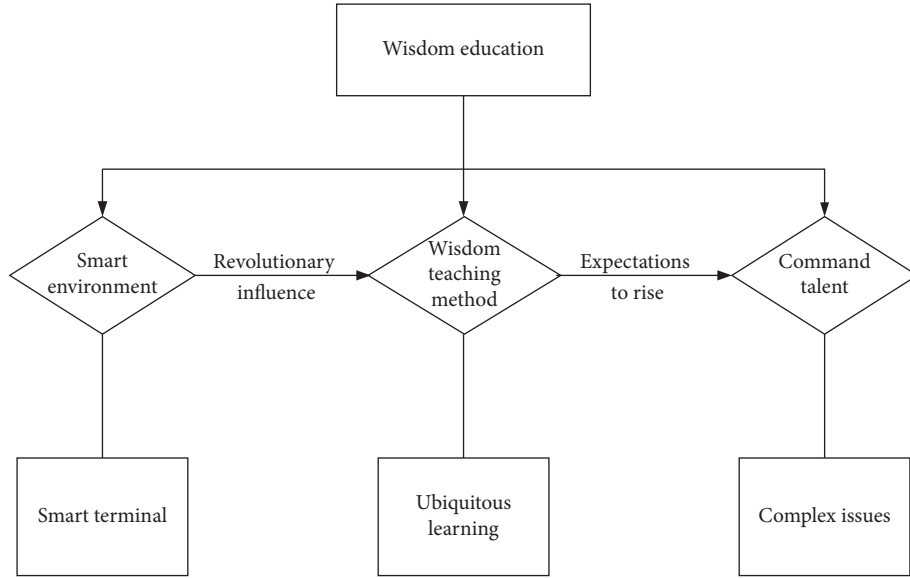 Wisdom education
Smart
environment
Revolutionary
influence
Wisdom
teaching
method
Expectations
to rise
Command
talent
Smart terminal
Ubiquitous
learning
Complex issues